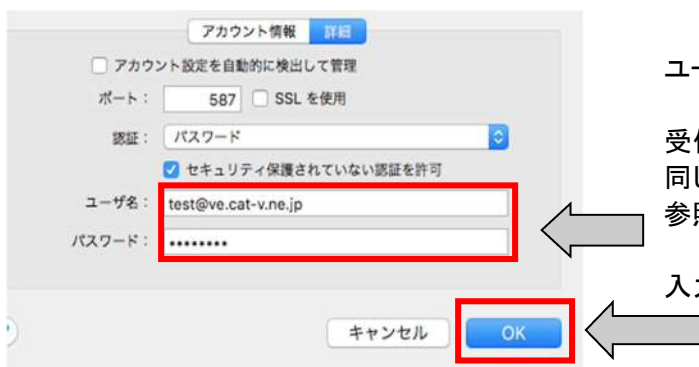 アカウント情報 詳細
アカウント設定を自動的に検出して管理
ポート： 587 SSL を使用
認証： パスワード
セキュリティ保護されていない認証を許可
ユーザ名： test@ve.cat-v.ne.jp
パスワード： ••••••••
キャンセル OK
ユー
受
同じ
参
入